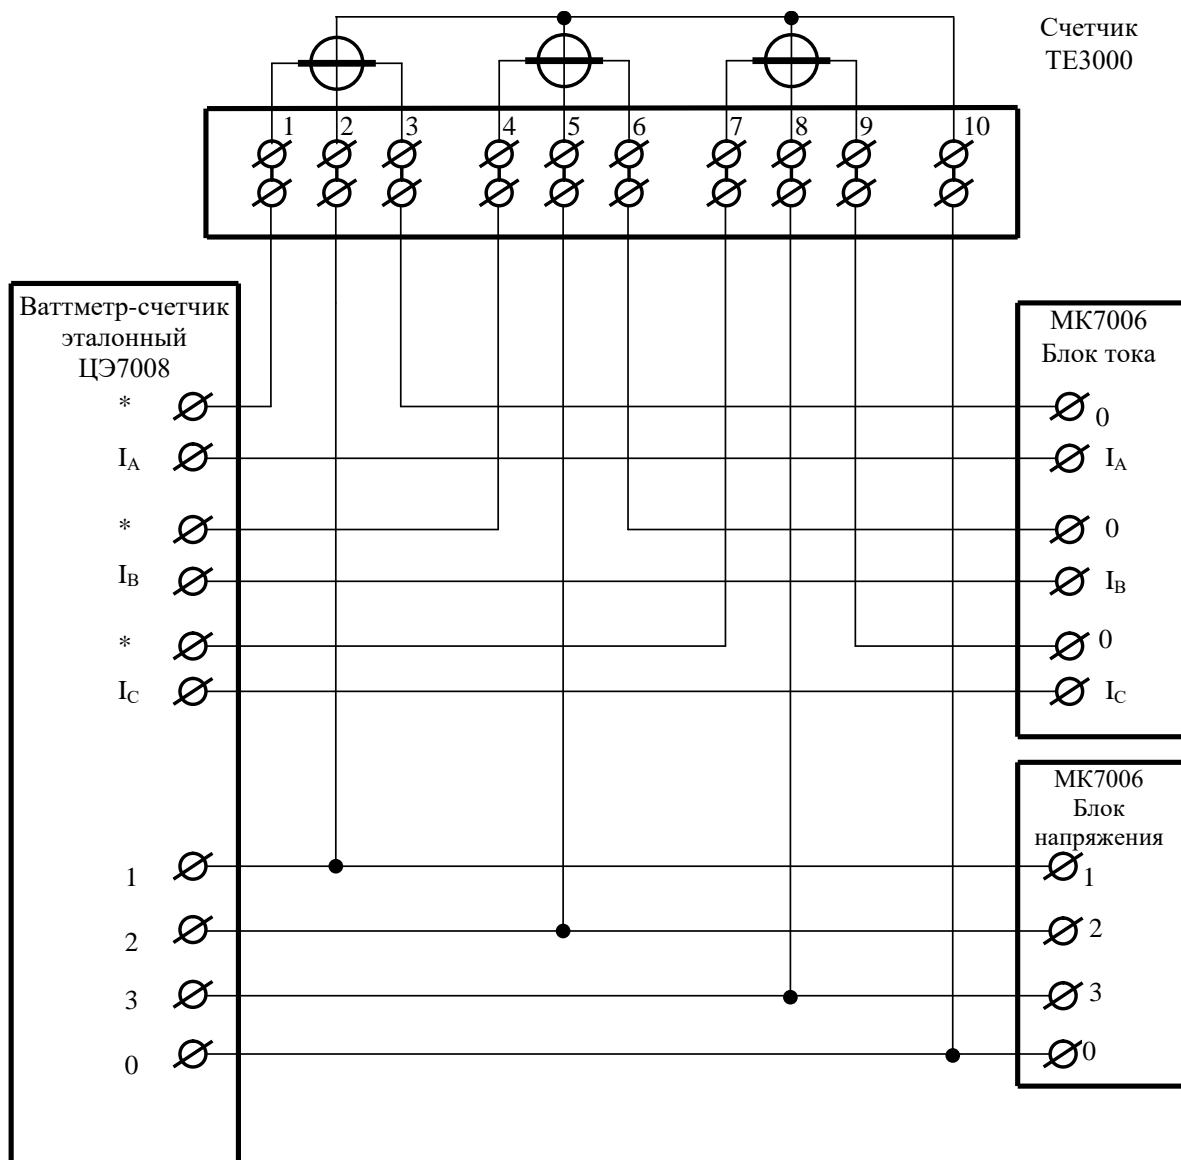 Счетчик
ТЕ3000
1 2 3 4 5 6 7 8 9 10
Ваттметр-счетчик
эталонный
ЦЭ7008
*
IA
*
IB
*
IC
1
2
3
0
МК7006
Блок тока
0
IA
0
IB
0
IC
МК7006
Блок
напряжения
1
2
3
0